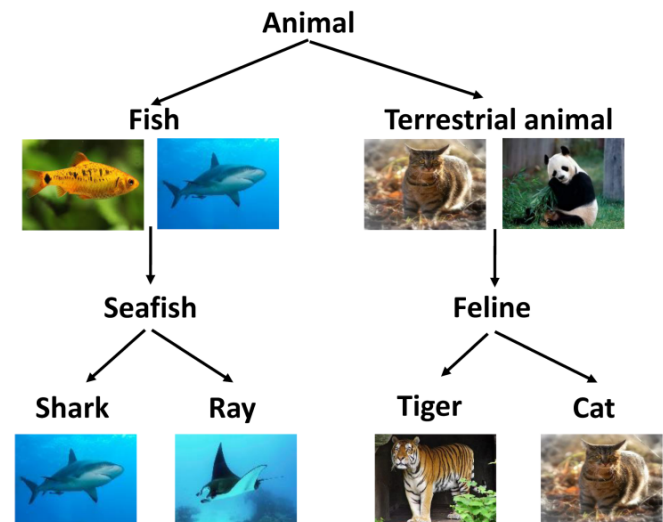 Animal
Fish
Terrestrial animal
Seafish
Feline
Shark
Ray
Tiger
Cat